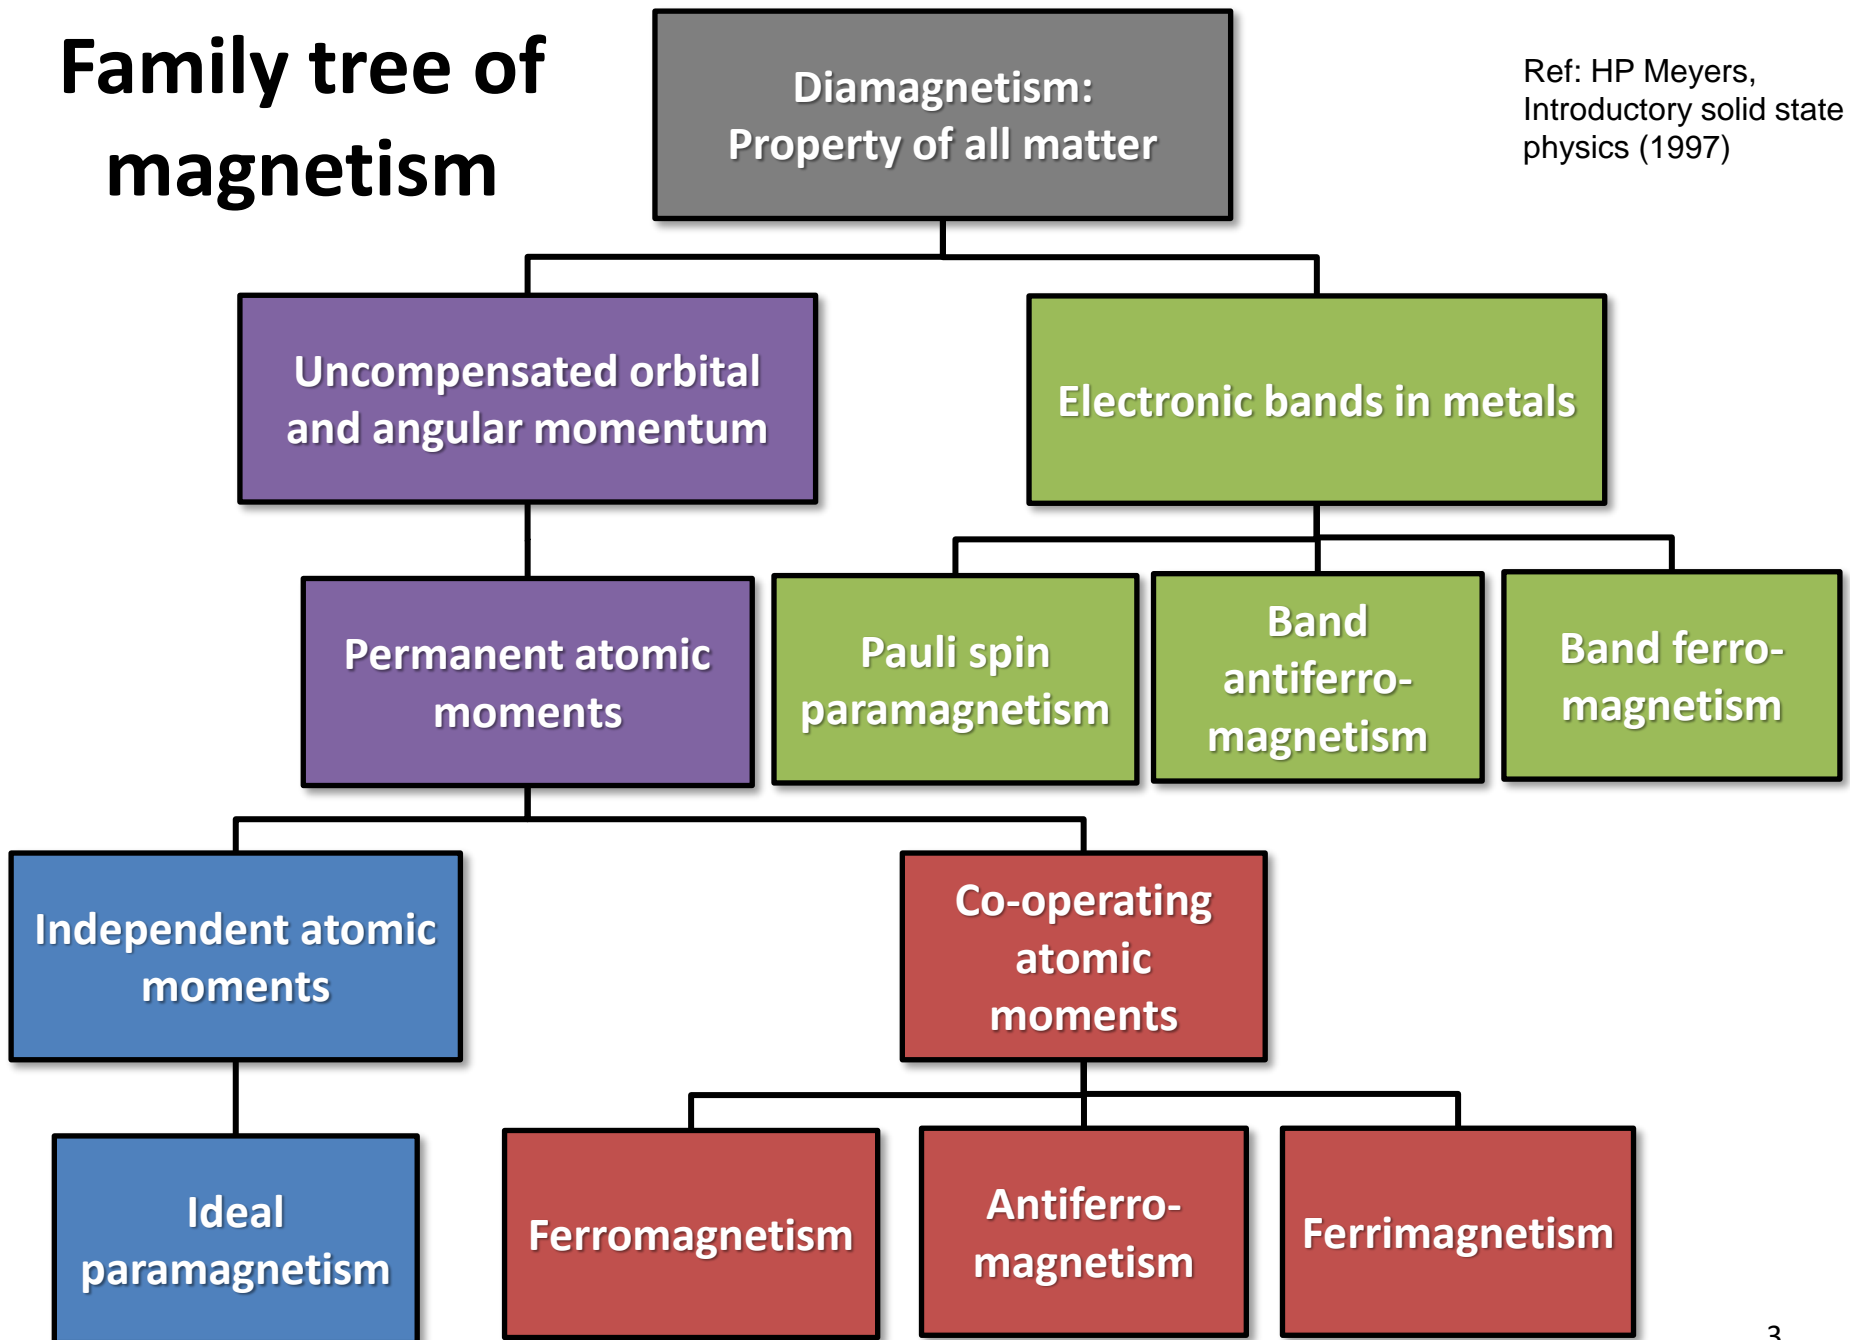 Family tree of
magnetism
Diamagnetism:
Property of all matter
Ref: HP Meyers,
Introductory solid state
physics (1997)
Uncompensated orbital
and angular momentum
Electronic bands in metals
Permanent atomic
moments
Pauli spin
paramagnetism
Band
antiferro-
magnetism
Band ferro-
magnetism
Independent atomic
moments
Co-operating
atomic
moments
Ideal
paramagnetism
Ferromagnetism
Antiferro-
magnetism
Ferrimagnetism
3